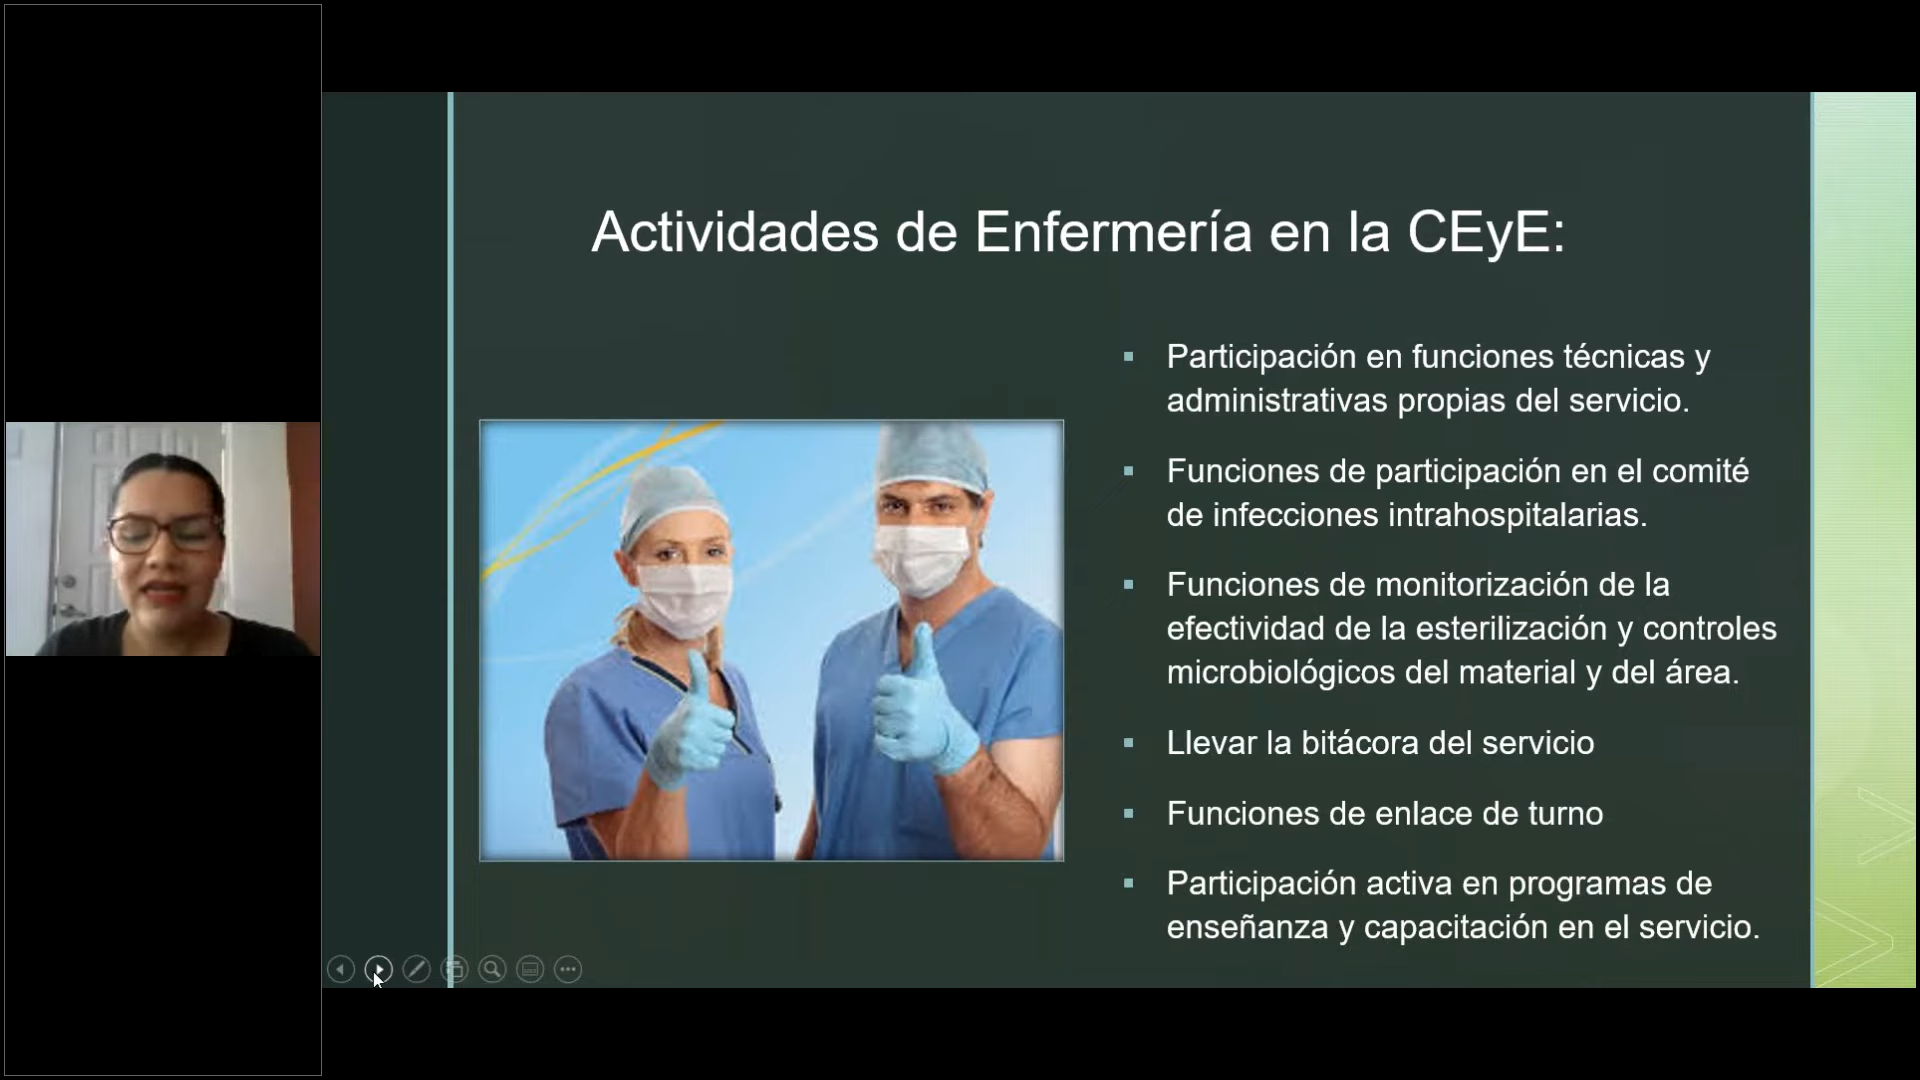 Actividades de Enfermería en la CEyE:
Participación en funciones técnicas y
administrativas propias del servicio.
Funciones de participación en el comité
de infecciones intrahospitalarias.
Funciones de monitorización de la
efectividad de la esterilización y controles
microbiológicos del material y del área.
Llevar la bitácora del servicio
Funciones de enlace de turno
Participación activa en programas de
enseñanza y capacitación en el servicio.